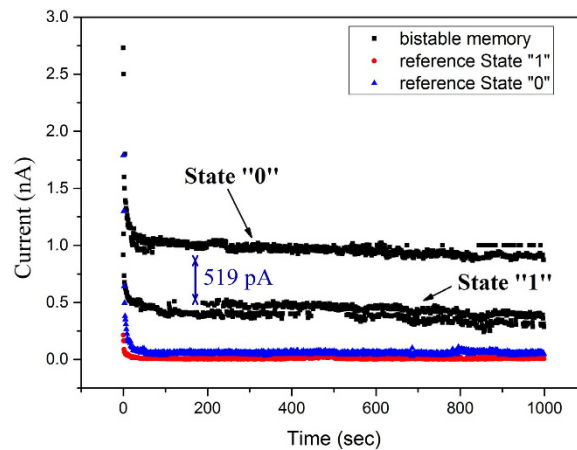 3.0
2.5
2.0
1.5
1.0
0.5
0.0
Current (nA)
bistable memory
reference State "1"
reference State "0"
State "0"
519 pA
State "1"
0 200 400 600 800 1000
Time (sec)